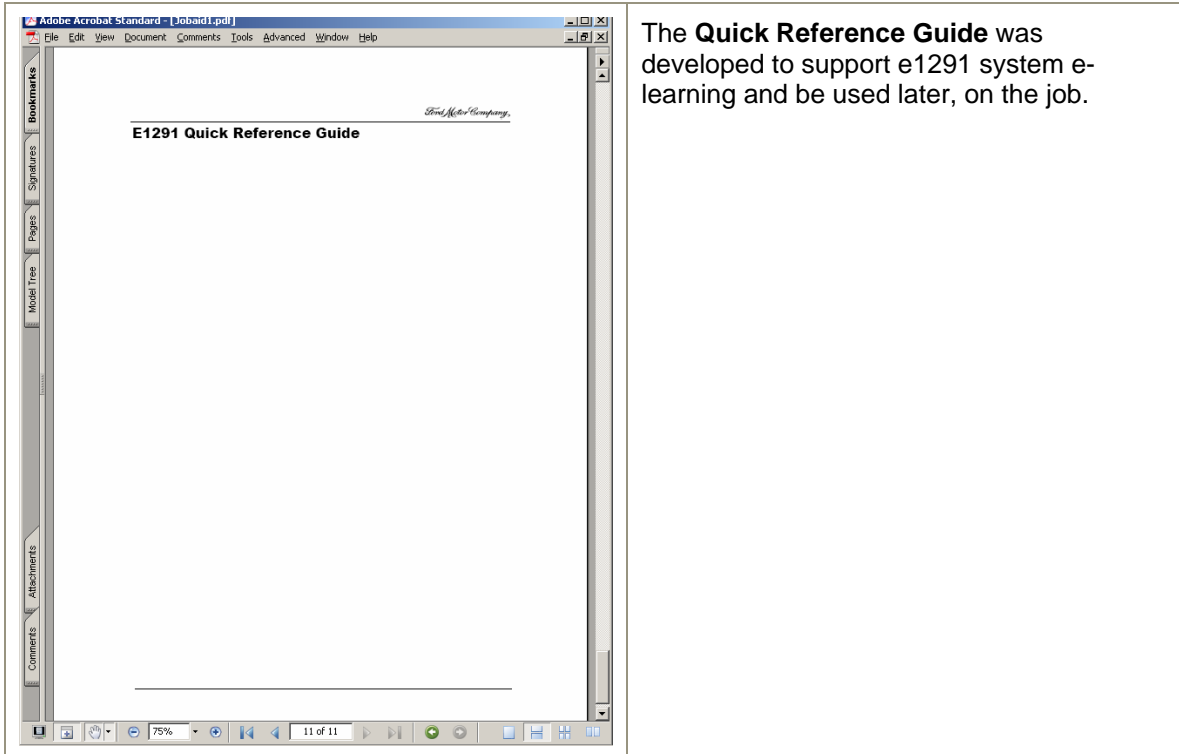 Adobe Acrobat Standard - [Jobaid1.pdf]
File Edit View Document Comments Tools Advanced Window Help
Bookmarks
Signatures
Pages
Model Tree
Attachments
Comments
Ford Motor Company,
E1291 Quick Reference Guide
75%
11 of 11
The Quick Reference Guide was
developed to support e1291 system e-
learning and be used later, on the job.